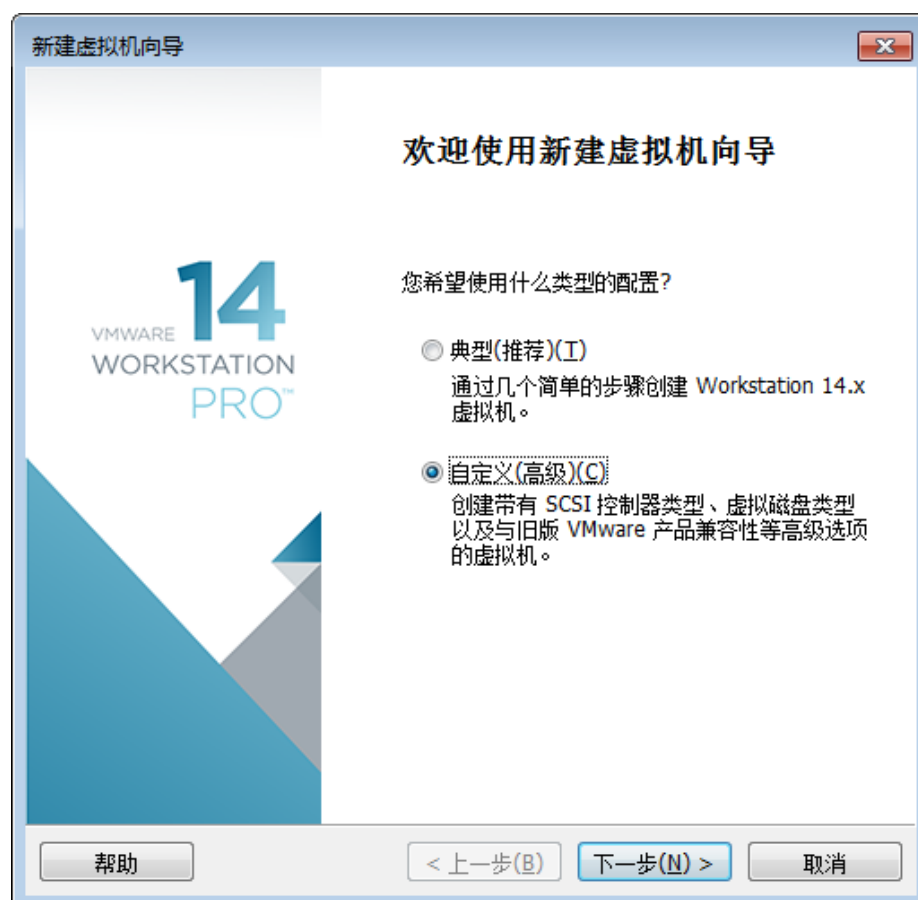 新建虚拟机向导
欢迎使用新建虚拟机向导
您希望使用什么类型的配置?
14
VMWARE
WORKSTATION
PRO™
典型(推荐)(T)
通过几个简单的步骤创建 Workstation 14.x
虚拟机。
自定义(高级)(C)
创建带有 SCSI 控制器类型、虚拟磁盘类型
以及与旧版 VMware 产品兼容性等高级选项
的虚拟机。
帮助
< 上一步(B)
下一步(N) >
取消